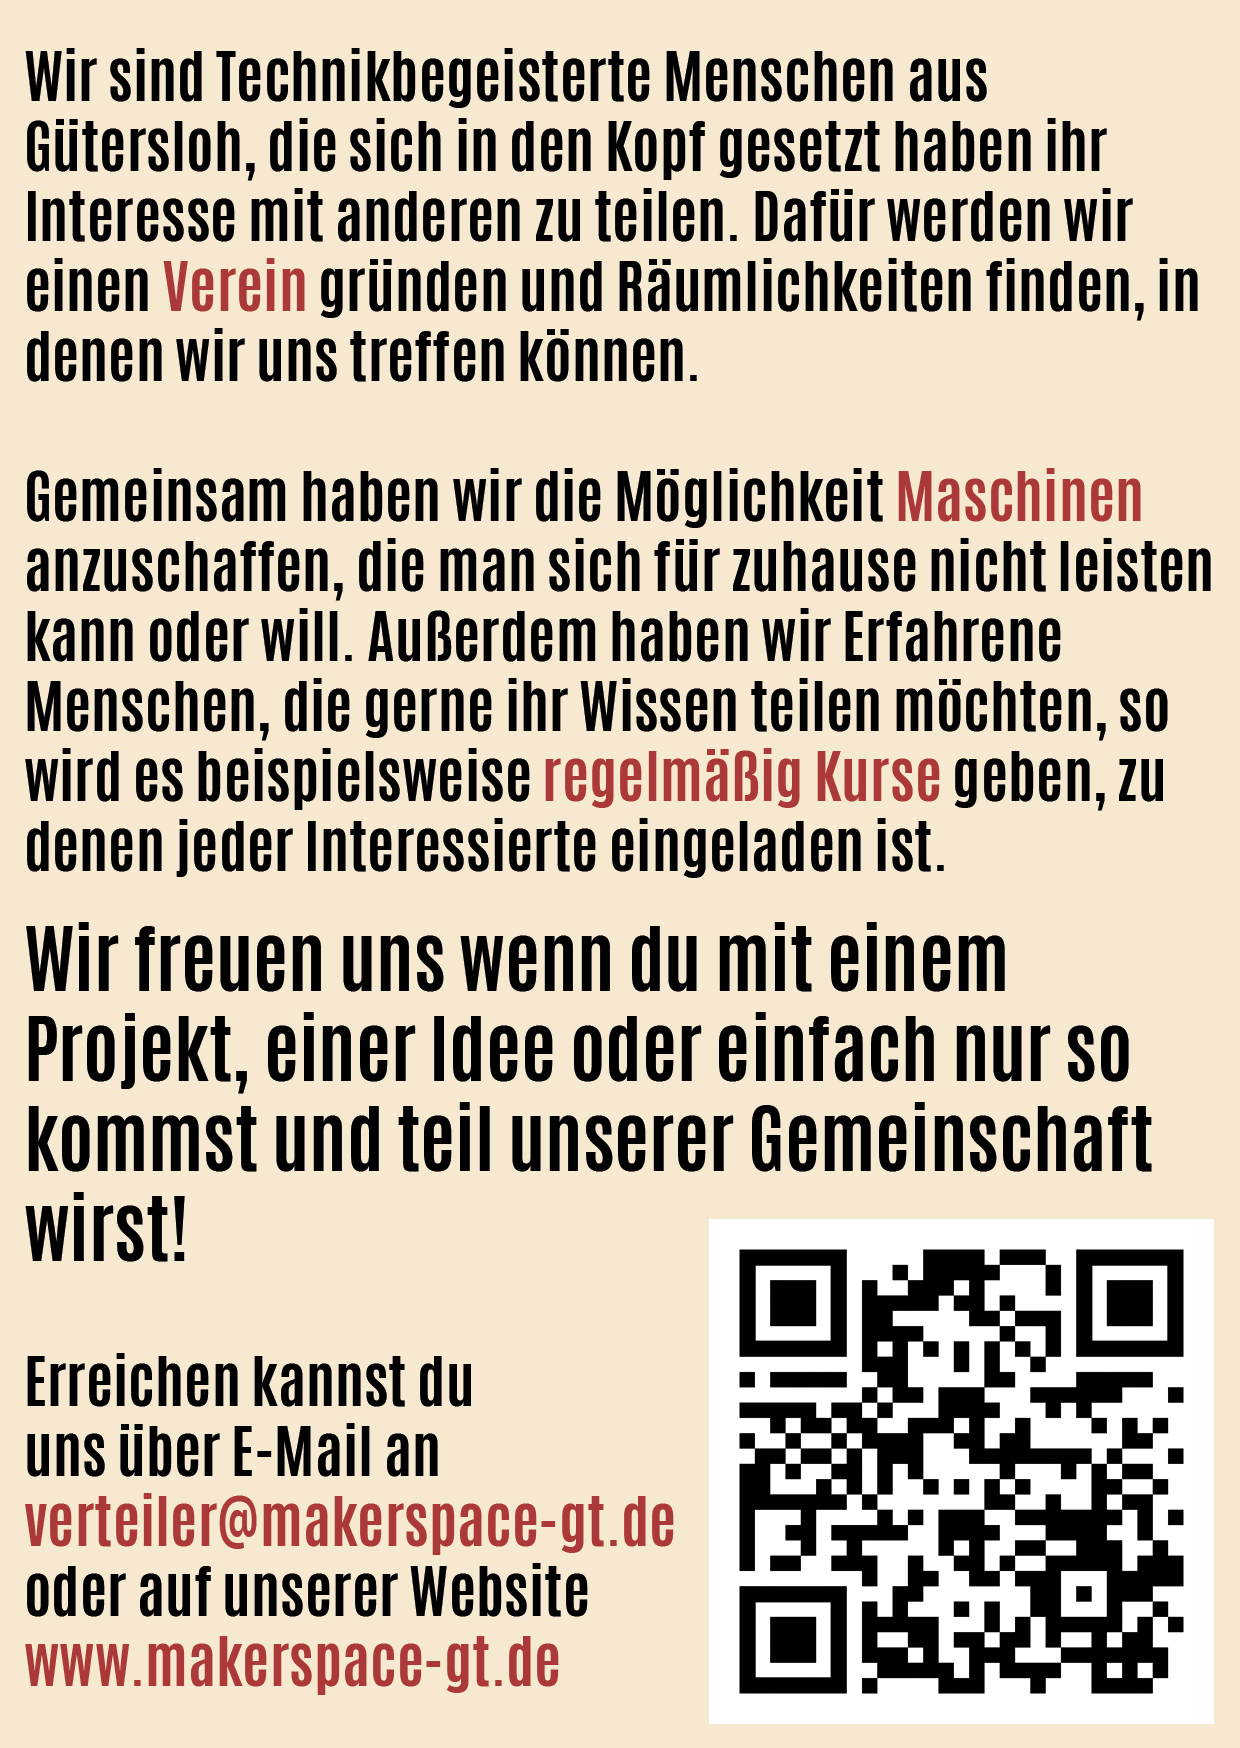 Wir sind Technikbegeisterte Menschen aus
Gütersloh, die sich in den Kopf gesetzt haben ihr
Interesse mit anderen zu teilen. Dafür werden wir
einen Verein gründen und Räumlichkeiten finden, in
denen wir uns treffen können.
Gemeinsam haben wir die Möglichkeit Maschinen
anzuschaffen, die man sich für zuhause nicht leisten
kann oder will. Außerdem haben wir Erfahrene
Menschen, die gerne ihr Wissen teilen möchten, so
wird es beispielsweise regelmäßig Kurse geben, zu
denen jeder Interessierte eingeladen ist.
Wir freuen uns wenn du mit einem
Projekt, einer Idee oder einfach nur so
kommst und teil unserer Gemeinschaft
wirst!
Erreichen kannst du
uns über E-Mail an
verteiler@makerspace-gt.de
oder auf unserer Website
www.makerspace-gt.de